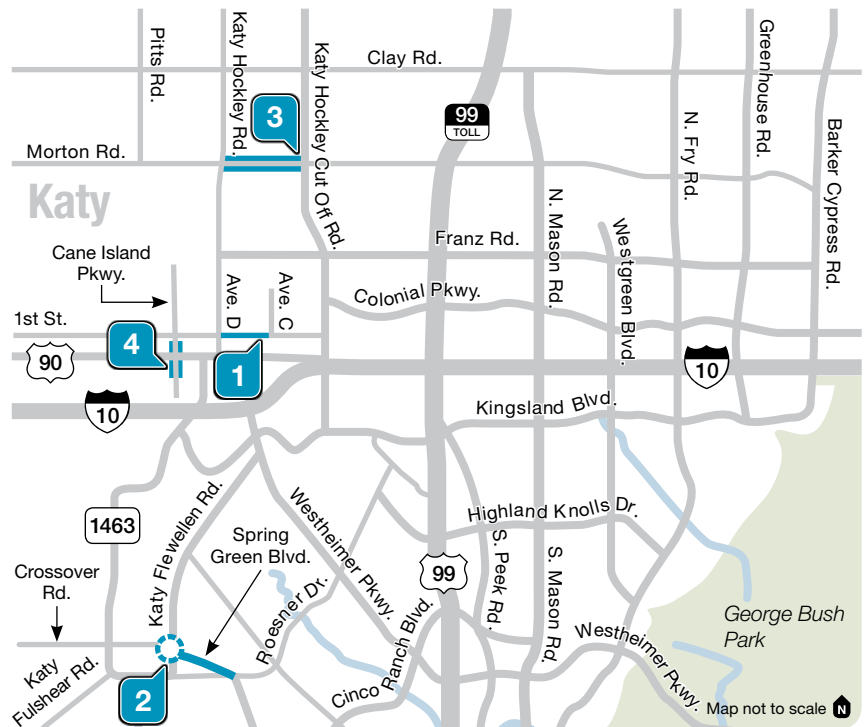 Pitts Rd.
Katy Hockley Rd.
Katy Hockley Cut Off Rd.
Clay Rd.
99
TOLL
Greenhouse Rd.
N. Fry Rd.
Barker Cypress Rd.
3
Morton Rd.
Katy
N. Mason Rd.
Westgreen Blvd.
Franz Rd.
Cane Island
Pkwy.
Ave. D
Ave. C
Colonial Pkwy.
1st St.
4
90
1
10
10
Kingsland Blvd.
1463
Katy Flewellen Rd.
Westheimer Pkwy.
Highland Knolls Dr.
Spring
Green Blvd.
S. Peek Rd.
S. Mason Rd.
99
Crossover
Rd.
Roesner Dr.
Cinco Ranch Blvd.
Westheimer Pkwy.
George Bush
Park
Katy
Fulshear Rd.
2
Map not to scale
N